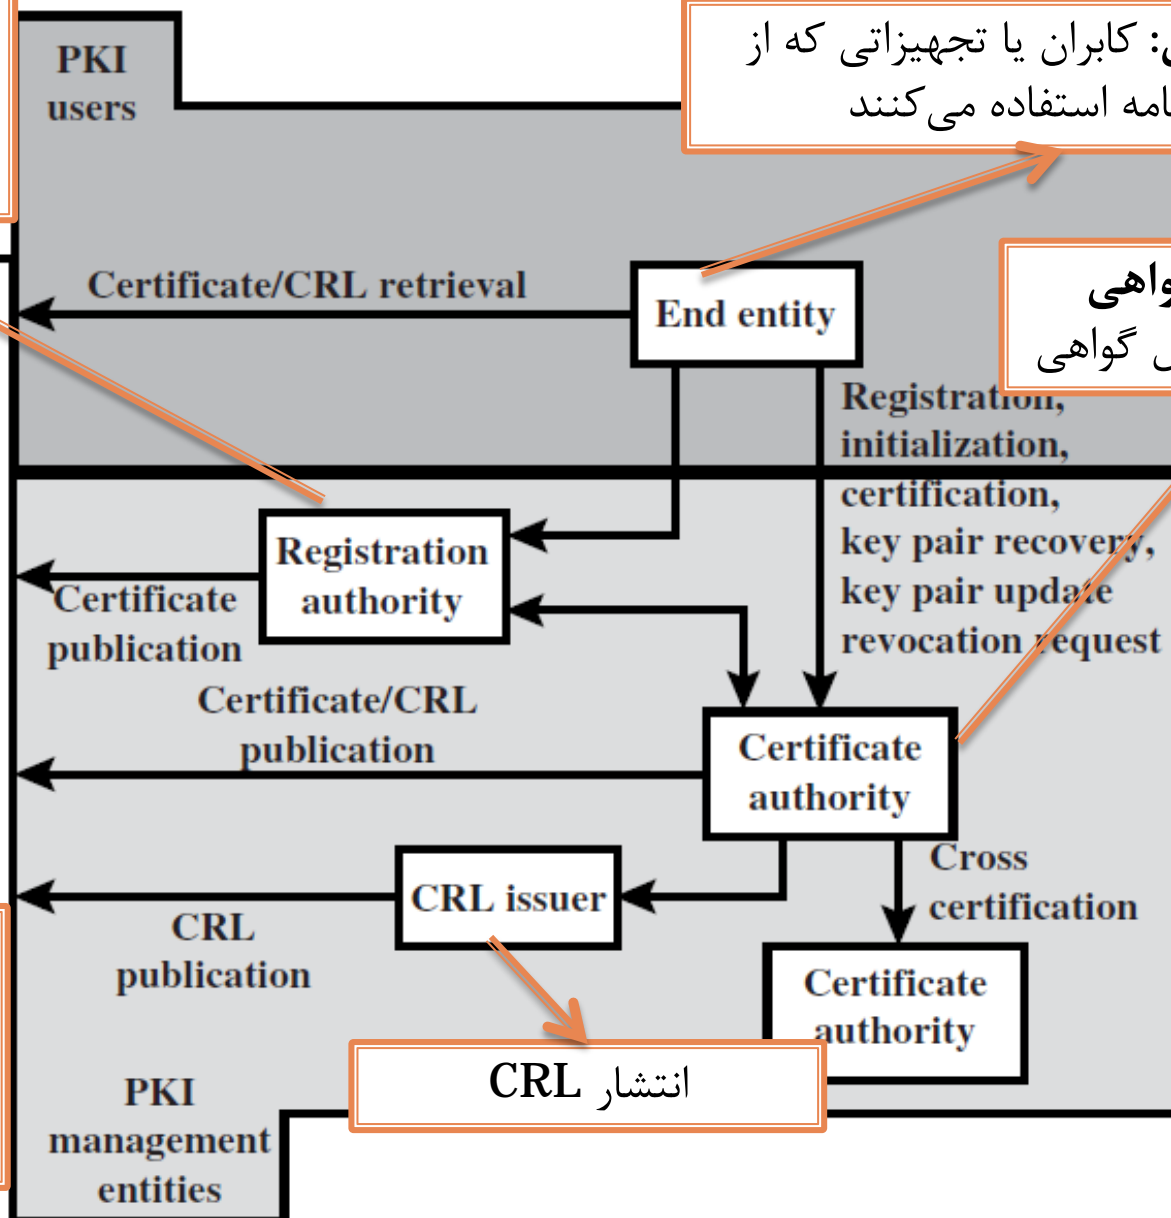 PKI
users
کابران یا تجهیزاتی که از
استفاده می‌کنند
Certificate/CRL retrieval
End entity
گواهی
Registration,
initialization,
certification,
key pair recovery,
key pair update
revocation request
Registration
authority
Certificate
publication
Certificate/CRL
publication
Certificate
authority
CRL issuer
CRL
publication
Cross
certification
Certificate
authority
انتشار CRL
PKI
management
entities